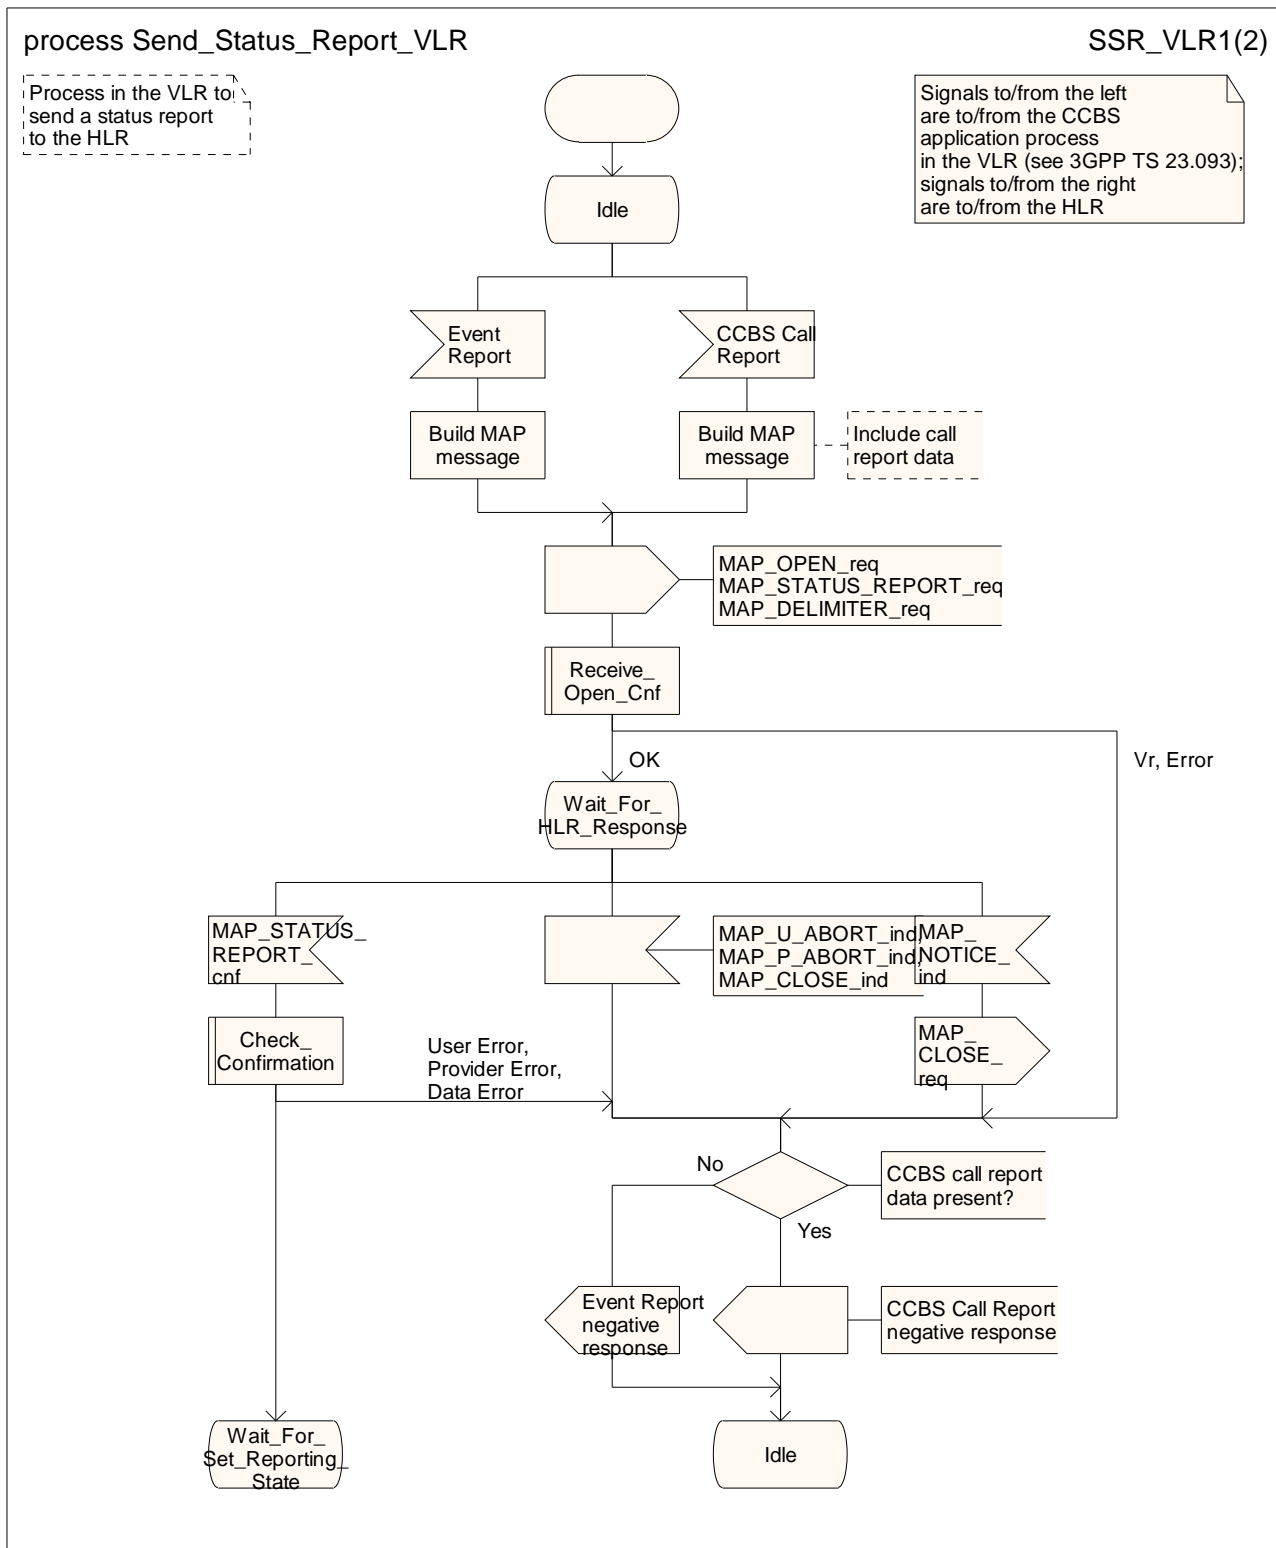 process Send_Status_Report_VLR
SSR_VLR1(2)
Process in the VLR to
send a status report
to the HLR
Signals to/from the left
are to/from the CCBS
application process
in the VLR (see 3GPP TS 23.093);
signals to/from the right
are to/from the HLR
Idle
Event
Report
CCBS Call
Report
Build MAP
message
Build MAP
message
Include call
report data
MAP_OPEN_req
MAP_STATUS_REPORT_req
MAP_DELIMITER_req
Receive_
Open_Cnf
OK
Vr, Error
Wait_For_
HLR_Response
MAP_STATUS_
REPORT_
cnf
MAP_U_ABORT_ind,
MAP_P_ABORT_ind,
MAP_CLOSE_ind
MAP_
NOTICE_
ind
Check_
Confirmation
User Error,
Provider Error,
Data Error
MAP_
CLOSE_
req
No
CCBS call report
data present?
Yes
Event Report
negative
response
CCBS Call Report
negative response
Wait_For_
Set_Reporting_
State
Idle